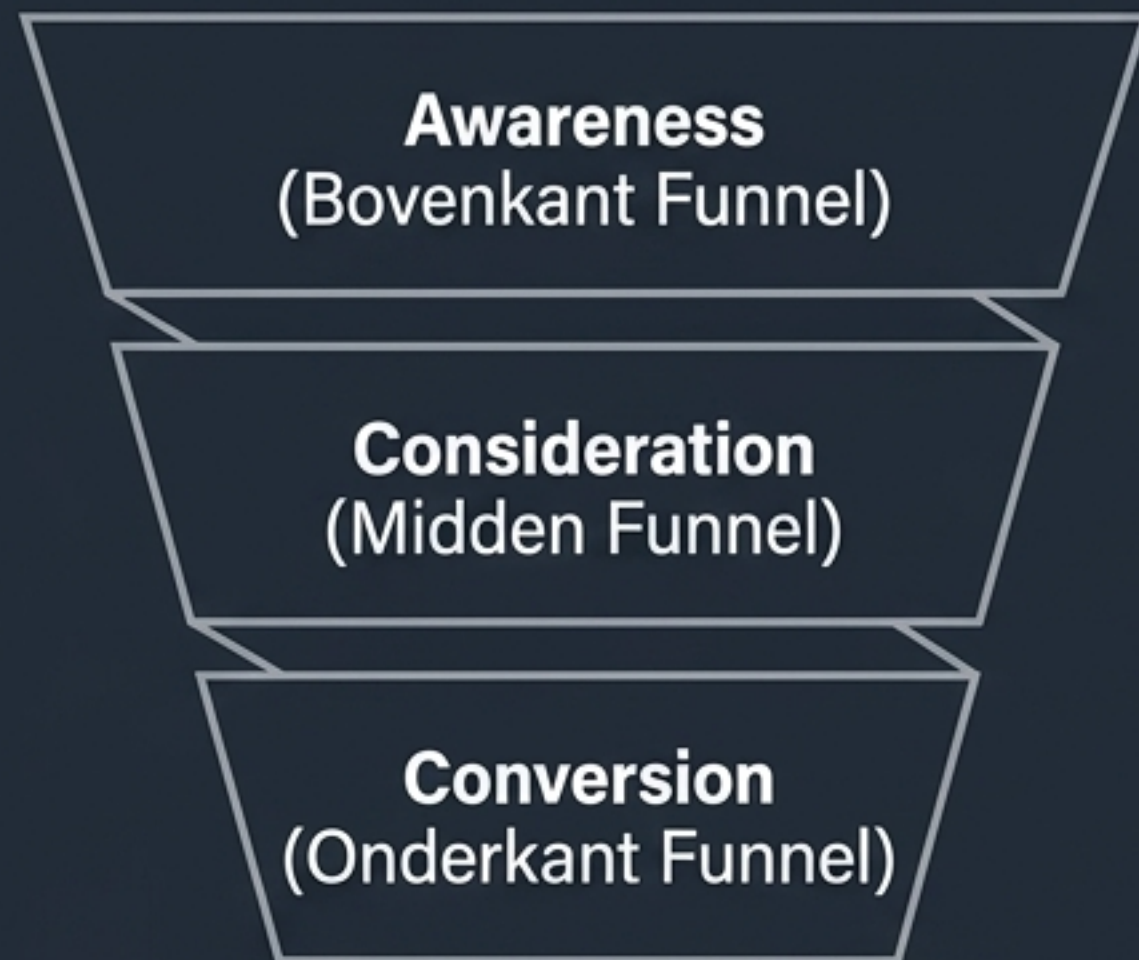 Awareness
(Bovenkant Funnel)
Consideration
(Midden Funnel)
Conversion
(Onderkant Funnel)